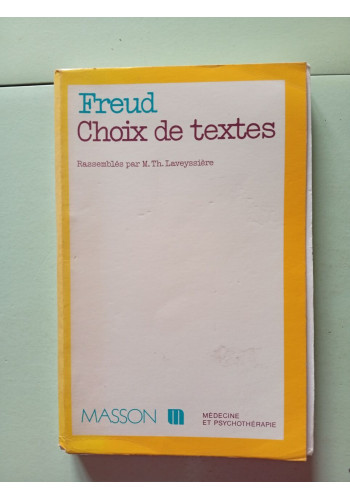 Freud
Choix de textes
Rassemblés par M. Th. Laveyssière
MASSON
MÉDECINE
ET PSYCHOTHÉRAPIE